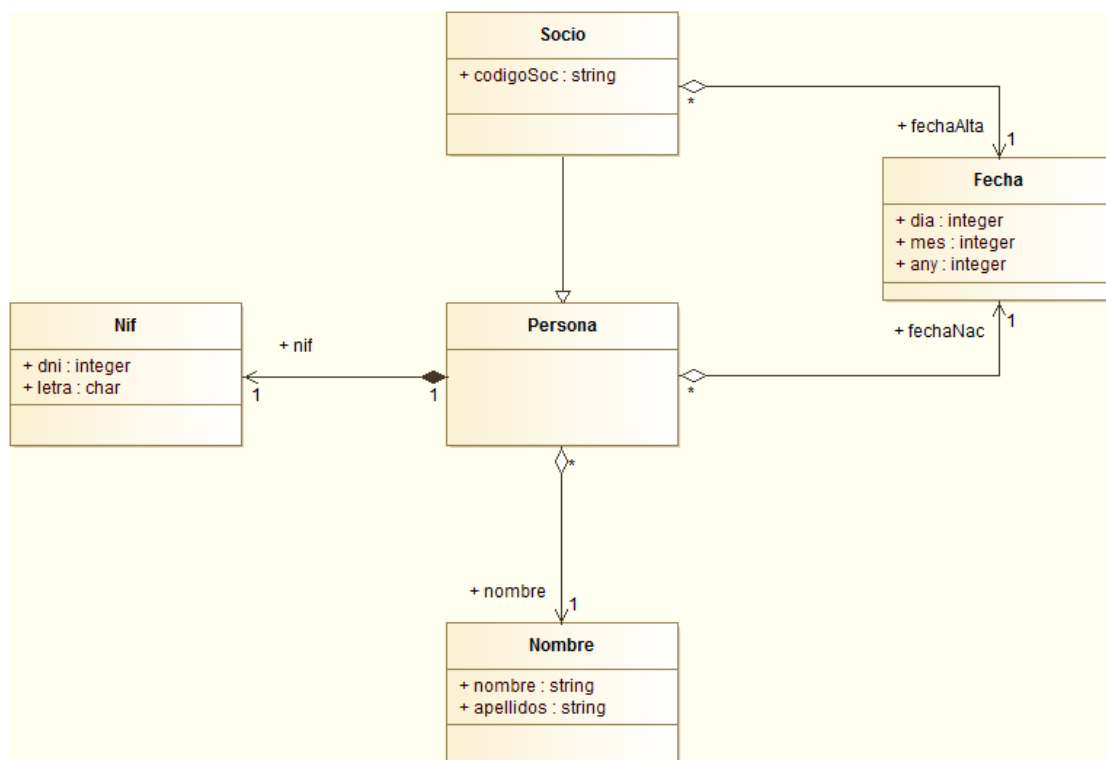 Socio
+ codigoSoc : string
*
+ fechaAlta
1
Fecha
+ dia : integer
+ mes : integer
+ any : integer
1
+ fechaNac
Nif
+ dni : integer
+ letra : char
+ nif
1
1
Persona
*
*
+ nombre
1
Nombre
+ nombre : string
+ apellidos : string